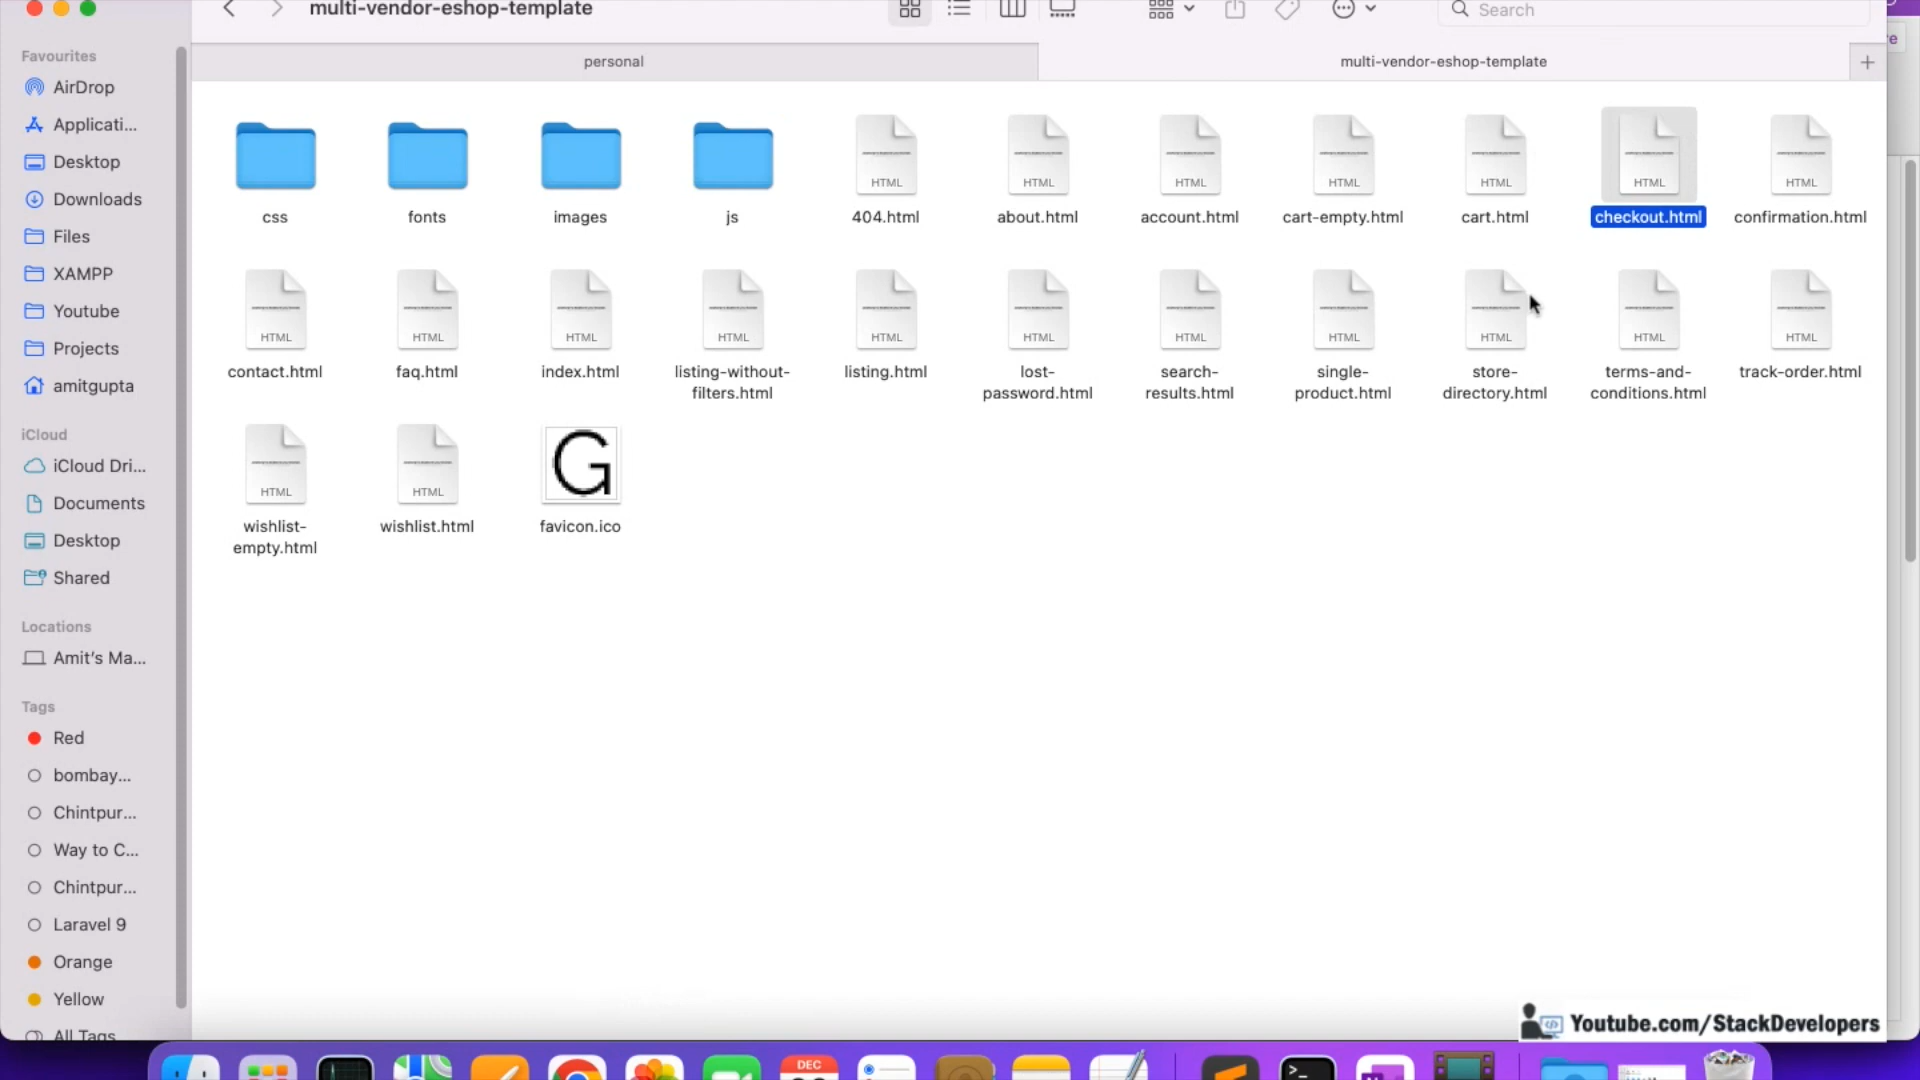 multi-vendor-eshop-template
Search
personal
multi-vendor-eshop-template
Favourites
AirDrop
Applicati...
Desktop
Downloads
Files
XAMPP
Youtube
Projects
amitgupta
iCloud
iCloud Dri...
Documents
Desktop
Shared
Locations
Amit's Ma...
Tags
Red
bombay...
Chintpur...
Way to C...
Chintpur...
Laravel 9
Orange
Yellow
All Tags
HTML HTML HTML HTML HTML HTML HTML
css fonts images js 404.html about.html account.html cart-empty.html cart.html checkout.html confirmation.html
HTML HTML HTML HTML HTML HTML HTML HTML HTML HTML HTML
contact.html faq.html index.html listing-without-filters.html listing.html lost-password.html search-results.html single-product.html store-directory.html terms-and-conditions.html track-order.html
HTML HTML G
wishlist-empty.html wishlist.html favicon.ico
Youtube.com/StackDevelopers
DEC